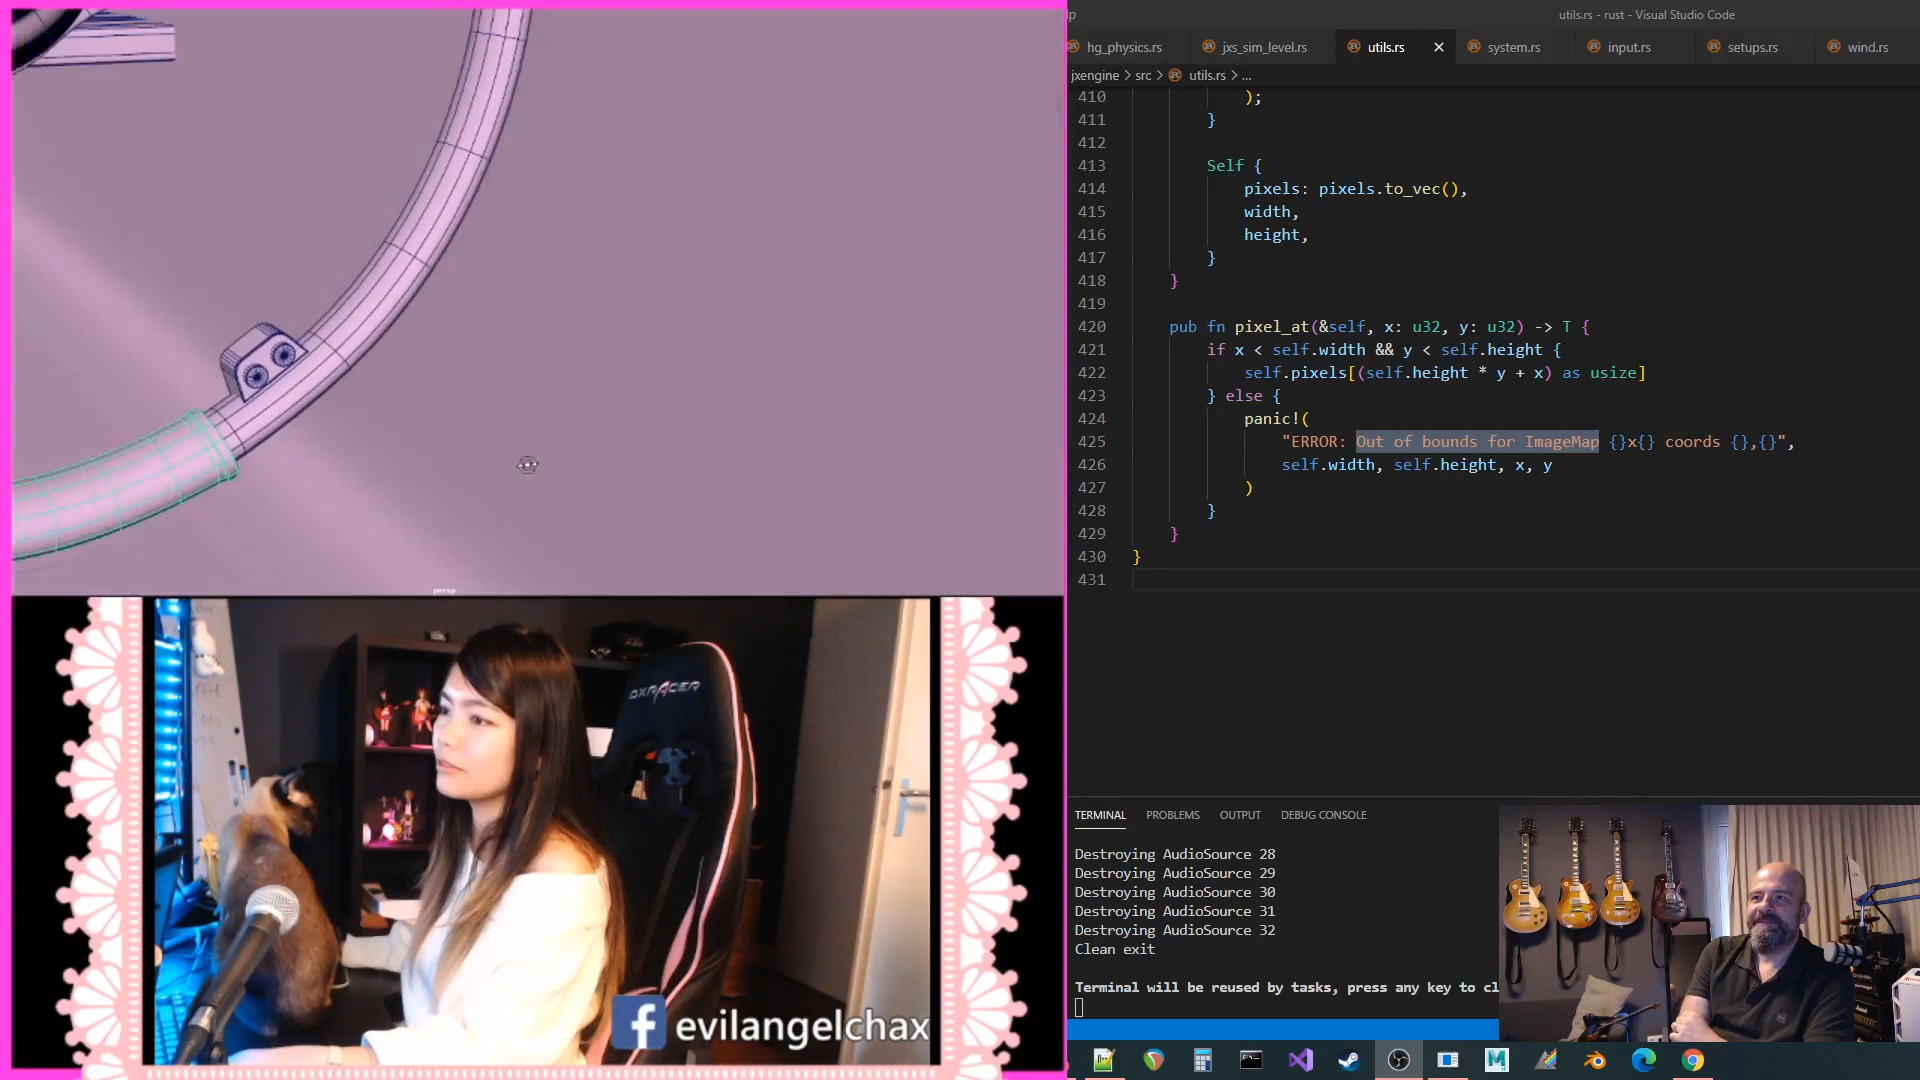 lp
utils.rs - rust - Visual Studio Code
hg_physics.rs
jxs_sim_level.rs
utils.rs
system.rs
input.rs
setups.rs
wind.rs
jxengine > src > utils.rs > ...
410 );
411 }
412
413 Self {
414 pixels: pixels.to_vec(),
415 width,
416 height,
417 }
418 }
419
420 pub fn pixel_at(&self, x: u32, y: u32) -> T {
421 if x < self.width && y < self.height {
422 self.pixels[(self.height * y + x) as usize]
423 } else {
424 panic!(
425 "ERROR: Out of bounds for ImageMap {}x{} coords {},{}",
426 self.width, self.height, x, y
427 )
428 }
429 }
430 }
431
persp
DXRACER
evilangelchax
TERMINAL
PROBLEMS
OUTPUT
DEBUG CONSOLE
Destroying AudioSource 28
Destroying AudioSource 29
Destroying AudioSource 30
Destroying AudioSource 31
Destroying AudioSource 32
Clean exit
Terminal will be reused by tasks, press any key to cl